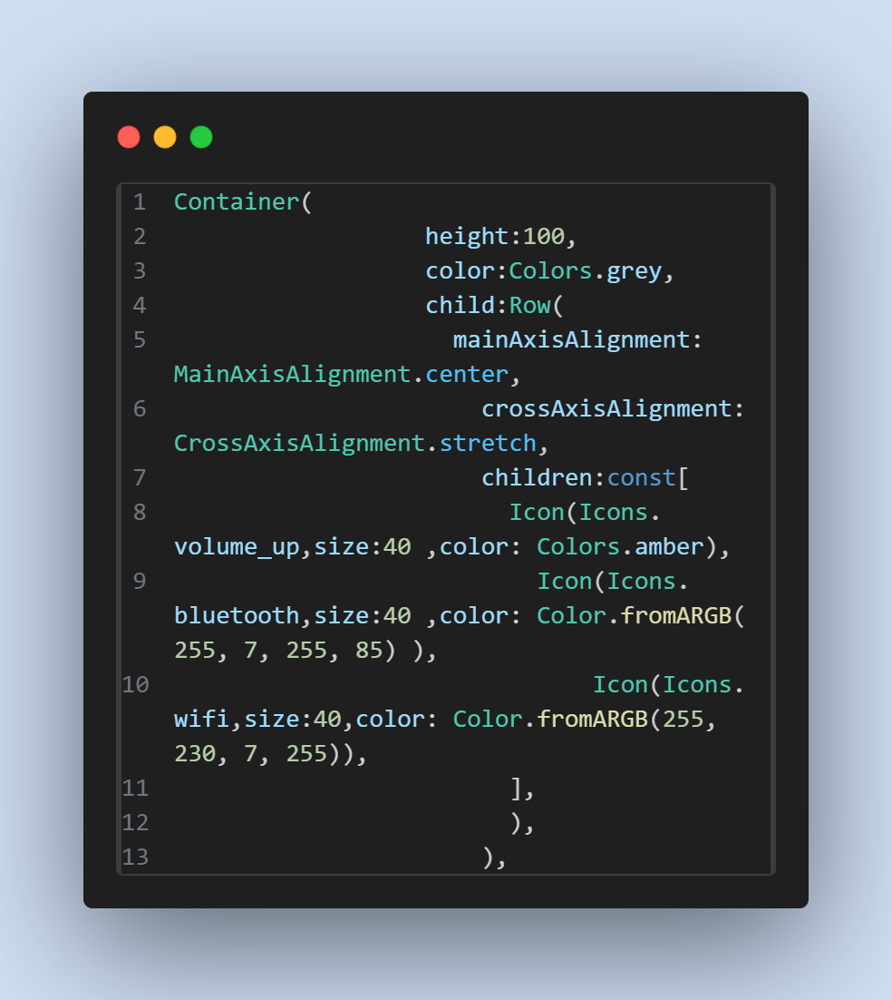 1 Container(
2 height:100,
3 color:Colors.grey,
4 child:Row(
5 mainAxisAlignment:
MainAxisAlignment.center,
6 crossAxisAlignment:
CrossAxisAlignment.stretch,
7 children:const[
8 Icon(Icons.
volume_up,size:40 ,color: Colors.amber),
9 Icon(Icons.
bluetooth,size:40 ,color: Color.fromARGB(
255, 7, 255, 85) ),
10 Icon(Icons.
wifi,size:40,color: Color.fromARGB(255,
230, 7, 255)),
11 ],
12 ),
13 ),